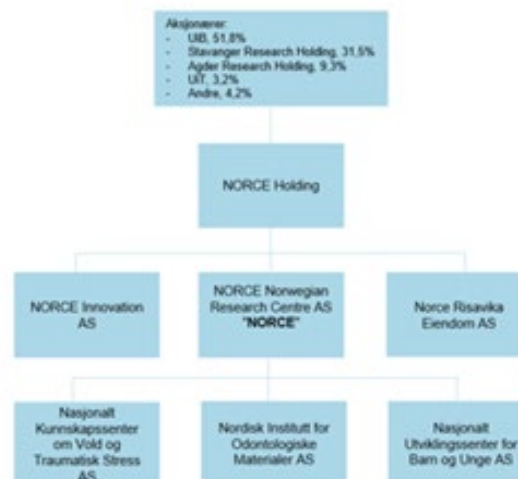 Aksjonærer:
- UiB, 51,8%
- Stavanger Research Holding, 31,5%
- Agder Research Holding, 9,3%
- UiT, 3,2%
- Andre, 4,2%
NORCE Holding
NORCE Innovation
AS
NORCE Norwegian
Research Centre AS
"NORCE"
Norce Risavika
Eiendom AS
Nasjonalt
Kunnskapssenter
om Vold og
Traumatisk Stress
AS
Nordisk Institutt for
Odontologiske
Materialer AS
Nasjonalt
Utviklingssenter for
Barn og Unge AS